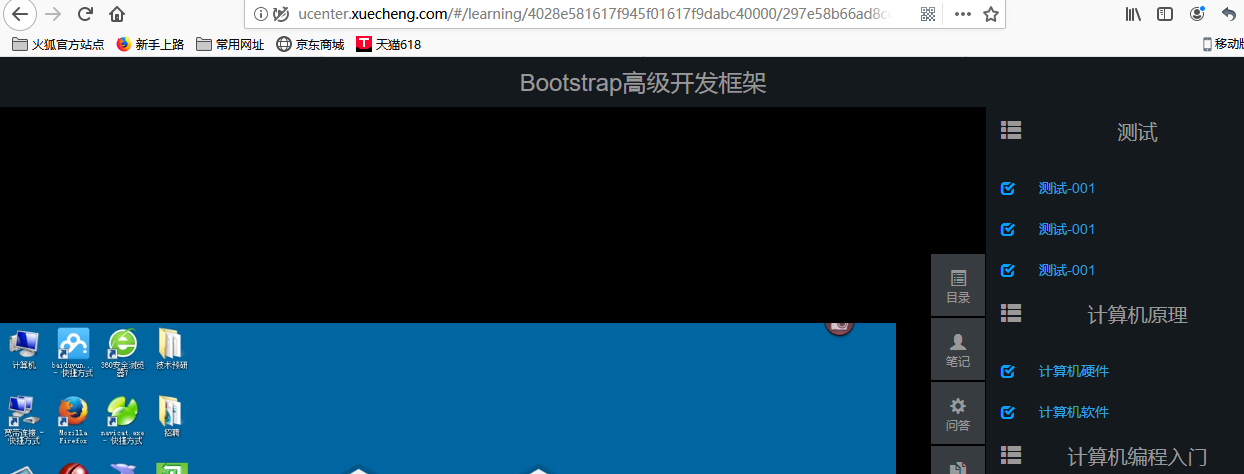 ucenter.xuecheng.com/#/learning/4028e581617f945f01617f9dabc40000/297e58b66ad8c
火狐官方站点 新手上路 常用网址 京东商城 天猫618 移动版
Bootstrap高级开发框架
测试
测试-001
测试-001
测试-001
目录
计算机原理
笔记
计算机硬件
问答
计算机软件
计算机编程入门
计算机 baiduyun... - 快捷方式 360安全浏览器7 技术预研
宽带连接 - 快捷方式 Mozilla Firefox navicat.exe - 快捷方式 招聘